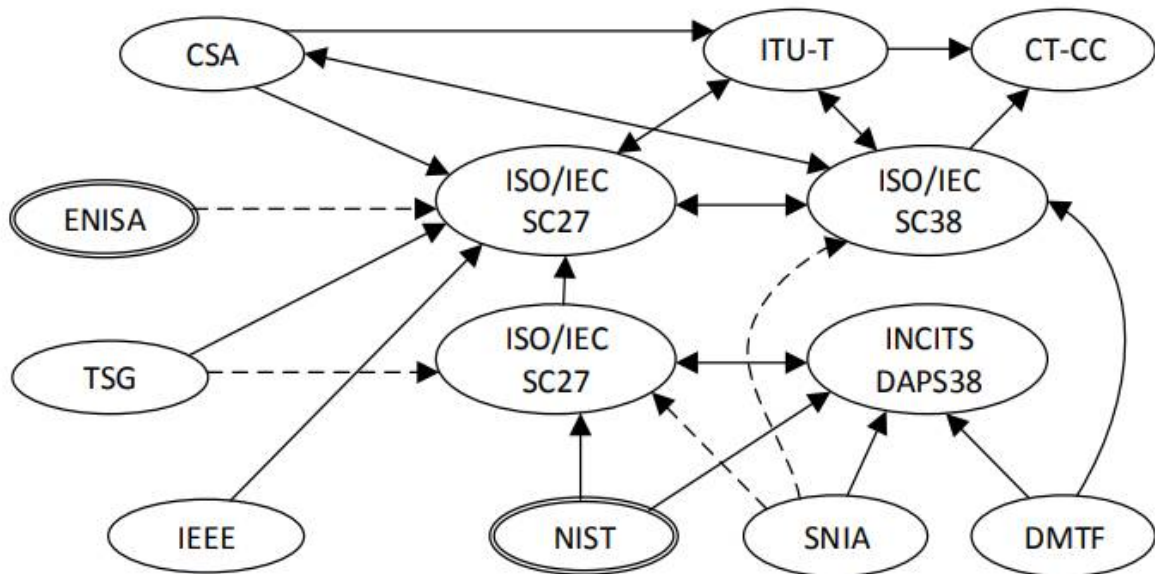 CSA
ITU-T
CT-CC
ISO/IEC
SC27
ISO/IEC
SC38
ENISA
ISO/IEC
SC27
INCITS
DAPS38
TSG
IEEE
NIST
SNIA
DMTF